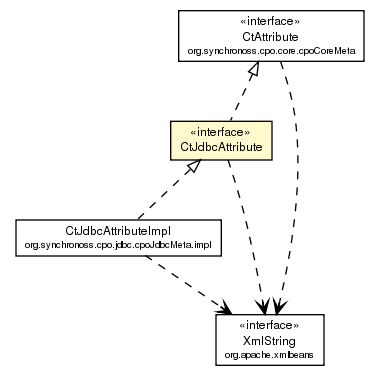 «interface»
CtAttribute
org.synchronoss.cpo.core.cpoCoreMeta
«interface»
CtJdbcAttribute
CtJdbcAttributeImpl
org.synchronoss.cpo.jdbc.cpoJdbcMeta.impl
«interface»
XmlString
org.apache.xmlbeans